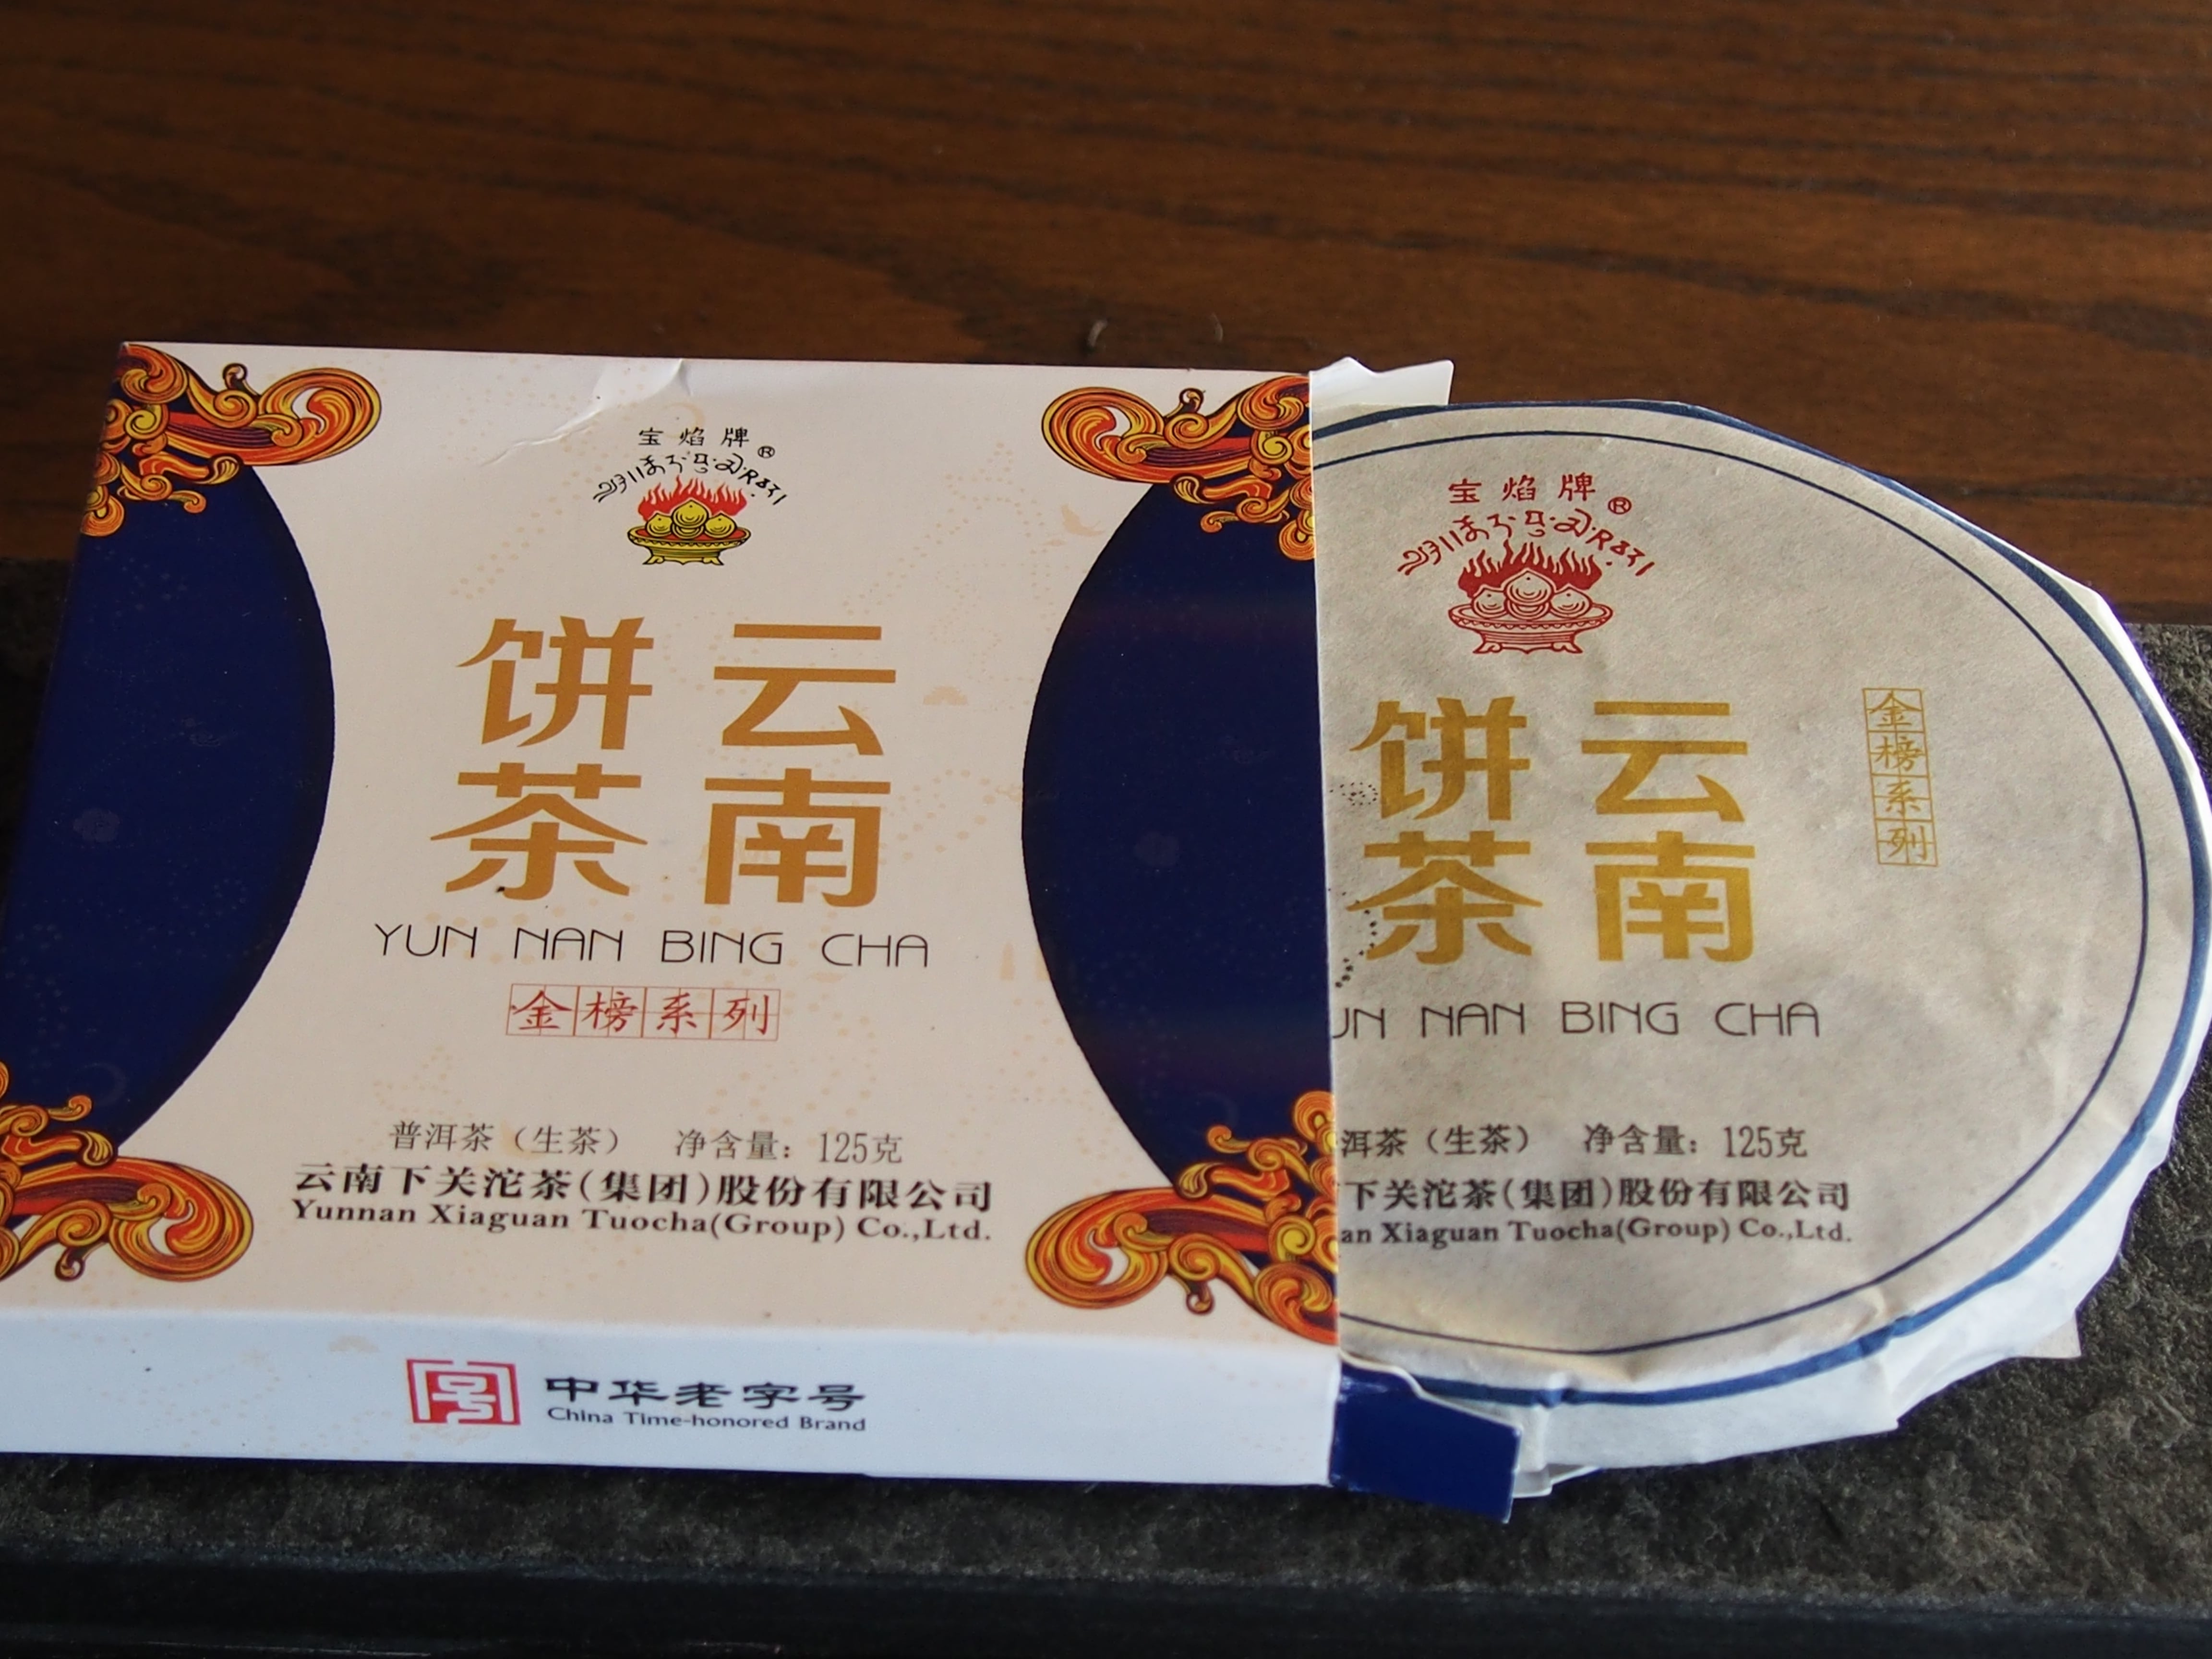 宝焰牌®
云南
饼茶
YUN NAN BING CHA
金榜系列
普洱茶（生茶） 净含量：125克
云南下关沱茶(集团)股份有限公司
Yunnan Xiaguan Tuocha(Group) Co.,Ltd.
中华老字号
China Time-honored Brand
宝焰牌®
云南
饼茶
金榜系列
UN NAN BING CHA
洱茶（生茶） 净含量：125克
下关沱茶(集团)股份有限公司
an Xiaguan Tuocha(Group) Co.,Ltd.